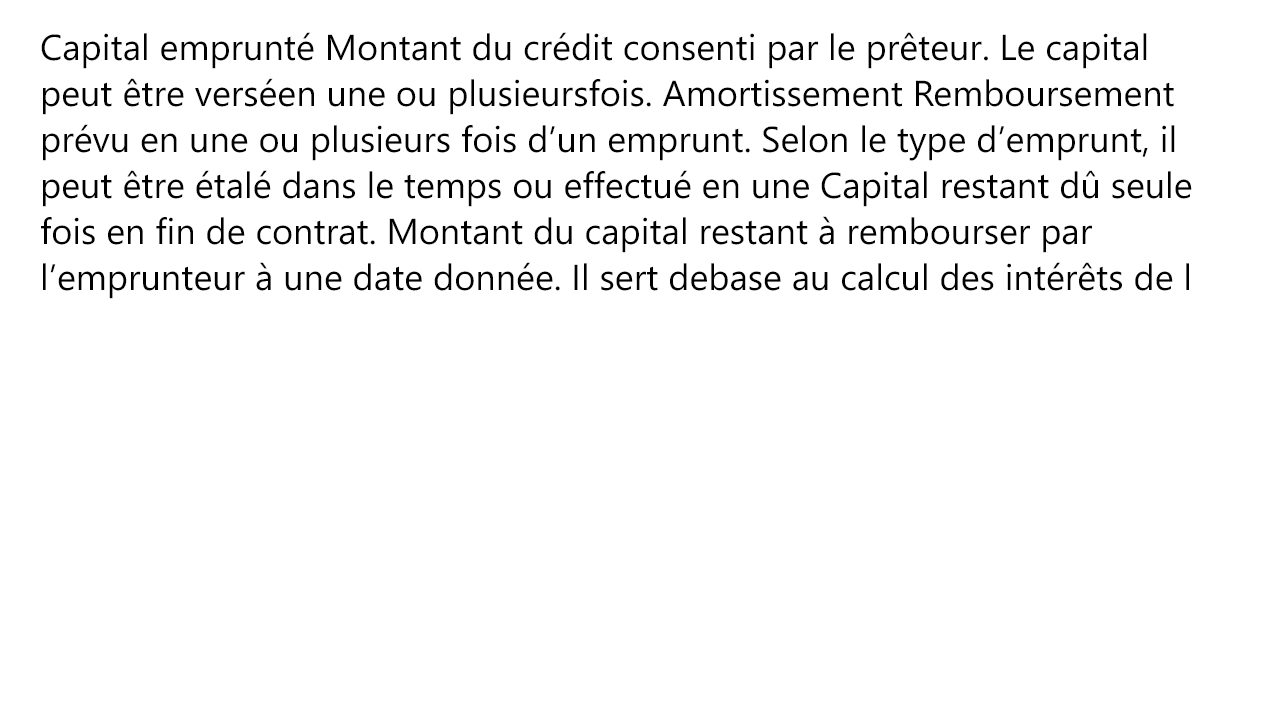 Capital emprunté Montant du crédit consenti par le prêteur. Le capital
peut être verséen une ou plusieursfois. Amortissement Remboursement
prévu en une ou plusieurs fois d’un emprunt. Selon le type d’emprunt, il
peut être étalé dans le temps ou effectué en une Capital restant dû seule
fois en fin de contrat. Montant du capital restant à rembourser par
l’emprunteur à une date donnée. Il sert debase au calcul des intérêts de l